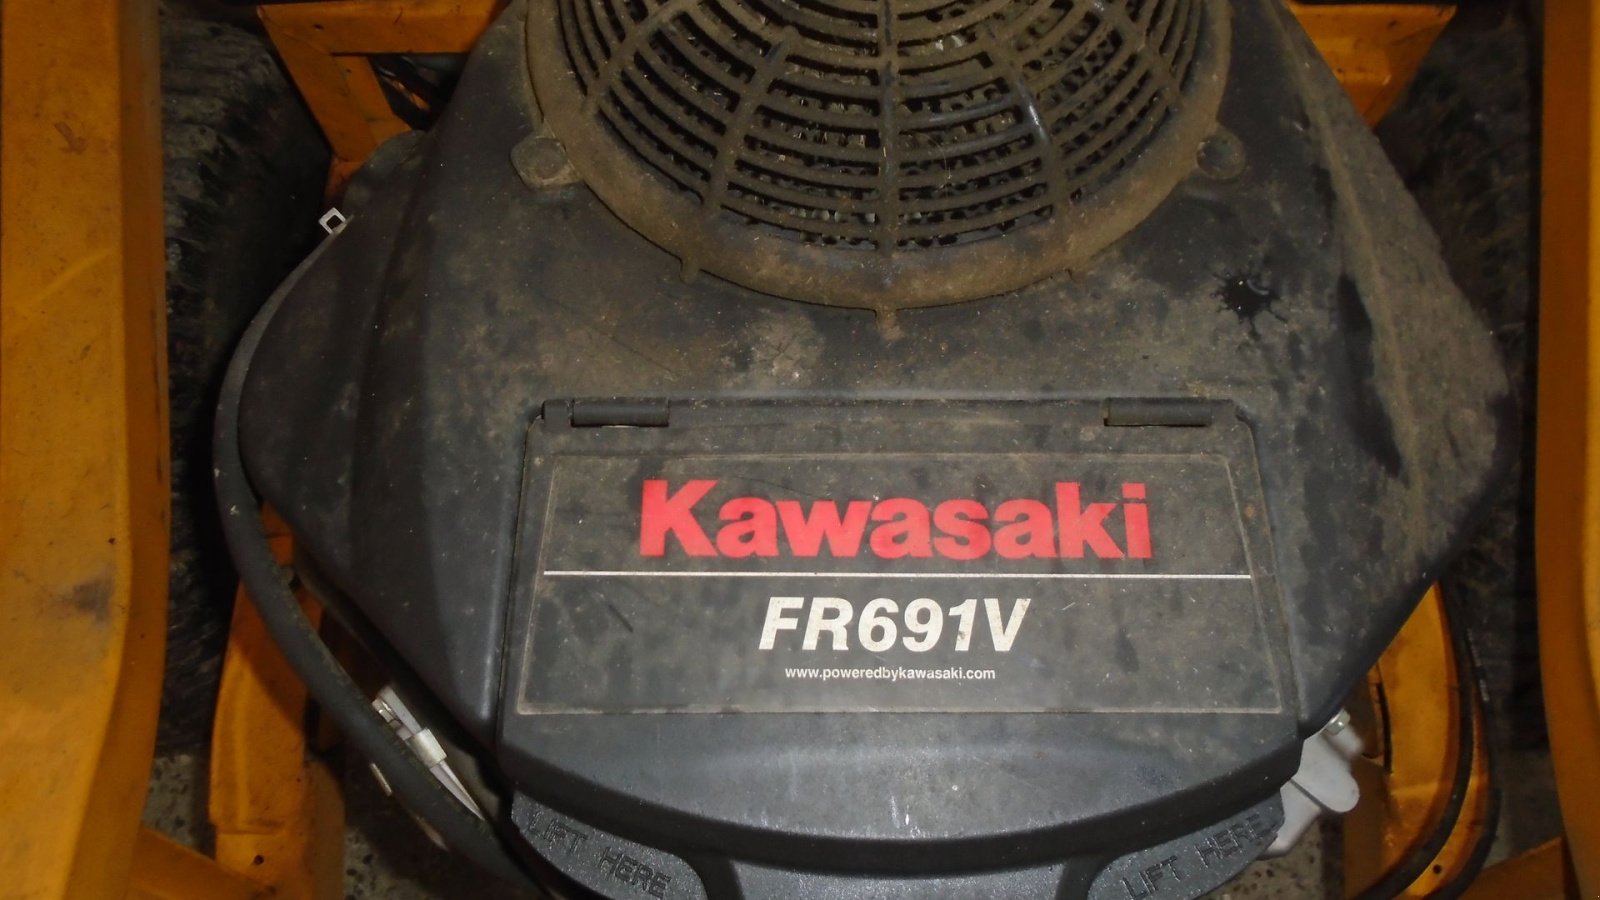 Kawasaki
FR691V
www.poweredbykawasaki.com
LIFT HERE
LIFT HERE